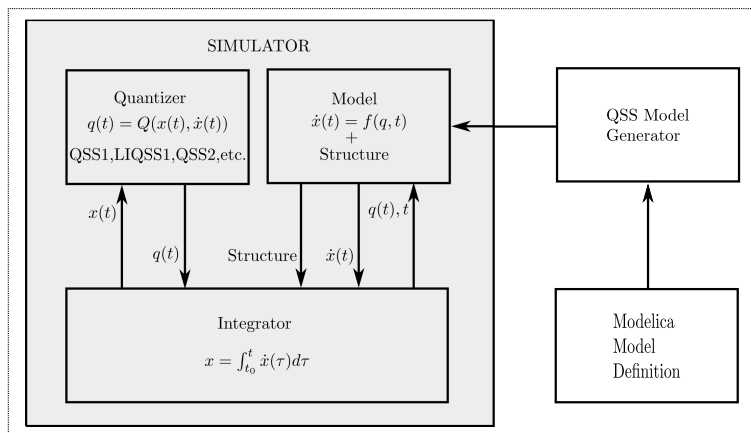 SIMULATOR
Quantizer
q(t) = Q(x(t), ẋ(t))
QSS1,LIQSS1,QSS2,etc.
Model
ẋ(t) = f(q, t)
+
Structure
QSS Model
Generator
x(t)
q(t)
Structure
ẋ(t)
q(t), t
Integrator
x = ∫_{t_0}^{t} ẋ(τ)dτ
Modelica
Model
Definition